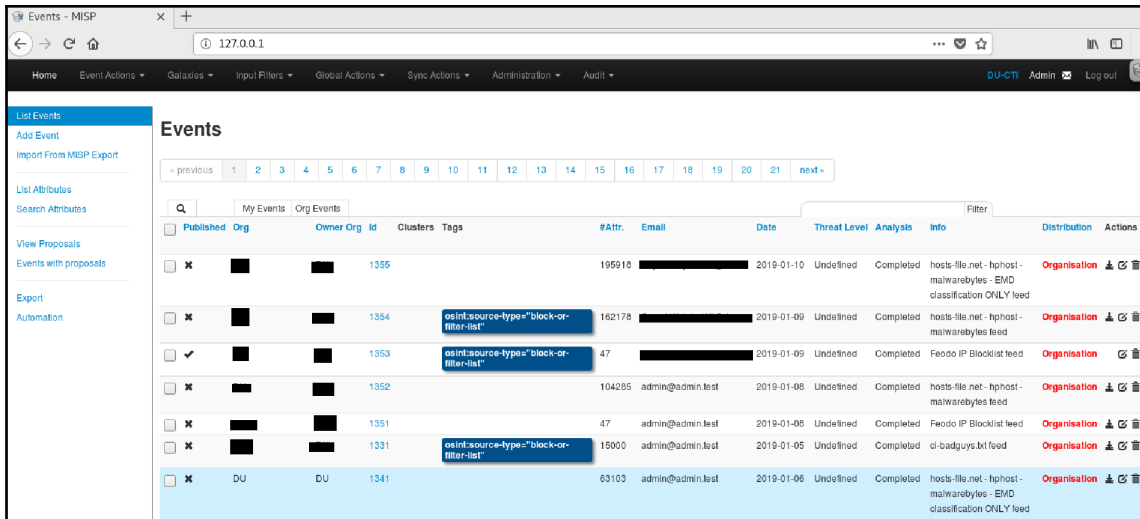 Events - MISP
127.0.0.1
Home Event Actions Galaxies Input Filters Global Actions Sync Actions Administration Audit DU-CTI Admin Log out
List Events
Add Event
Import From MISP Export
List Attributes
Search Attributes
View Proposals
Events with proposals
Export
Automation
Events
« previous 1 2 3 4 5 6 7 8 9 10 11 12 13 14 15 16 17 18 19 20 21 next »
My Events Org Events Filter
Published Org Owner Org Id Clusters Tags #Attr. Email Date Threat Level Analysis Info Distribution Actions
1355 195918 2019-01-10 Undefined Completed hosts-file.net - hphost - Organisation
malwarebytes - EMD
classification ONLY feed
1354 osint:source-type="block-or- 162178 2019-01-09 Undefined Completed hosts-file.net - hphost - Organisation
filter-list" malwarebytes feed
1353 osint:source-type="block-or- 47 2019-01-09 Undefined Completed Feodo IP Blocklist feed Organisation
filter-list"
1352 104285 admin@admin.test 2019-01-08 Undefined Completed hosts-file.net - hphost - Organisation
malwarebytes feed
1351 47 admin@admin.test 2019-01-08 Undefined Completed Feodo IP Blocklist feed Organisation
1331 osint:source-type="block-or- 15000 admin@admin.test 2019-01-05 Undefined Completed ci-badguys.txt feed Organisation
filter-list"
DU DU 1341 63103 admin@admin.test 2019-01-06 Undefined Completed hosts-file.net - hphost - Organisation
malwarebytes - EMD
classification ONLY feed